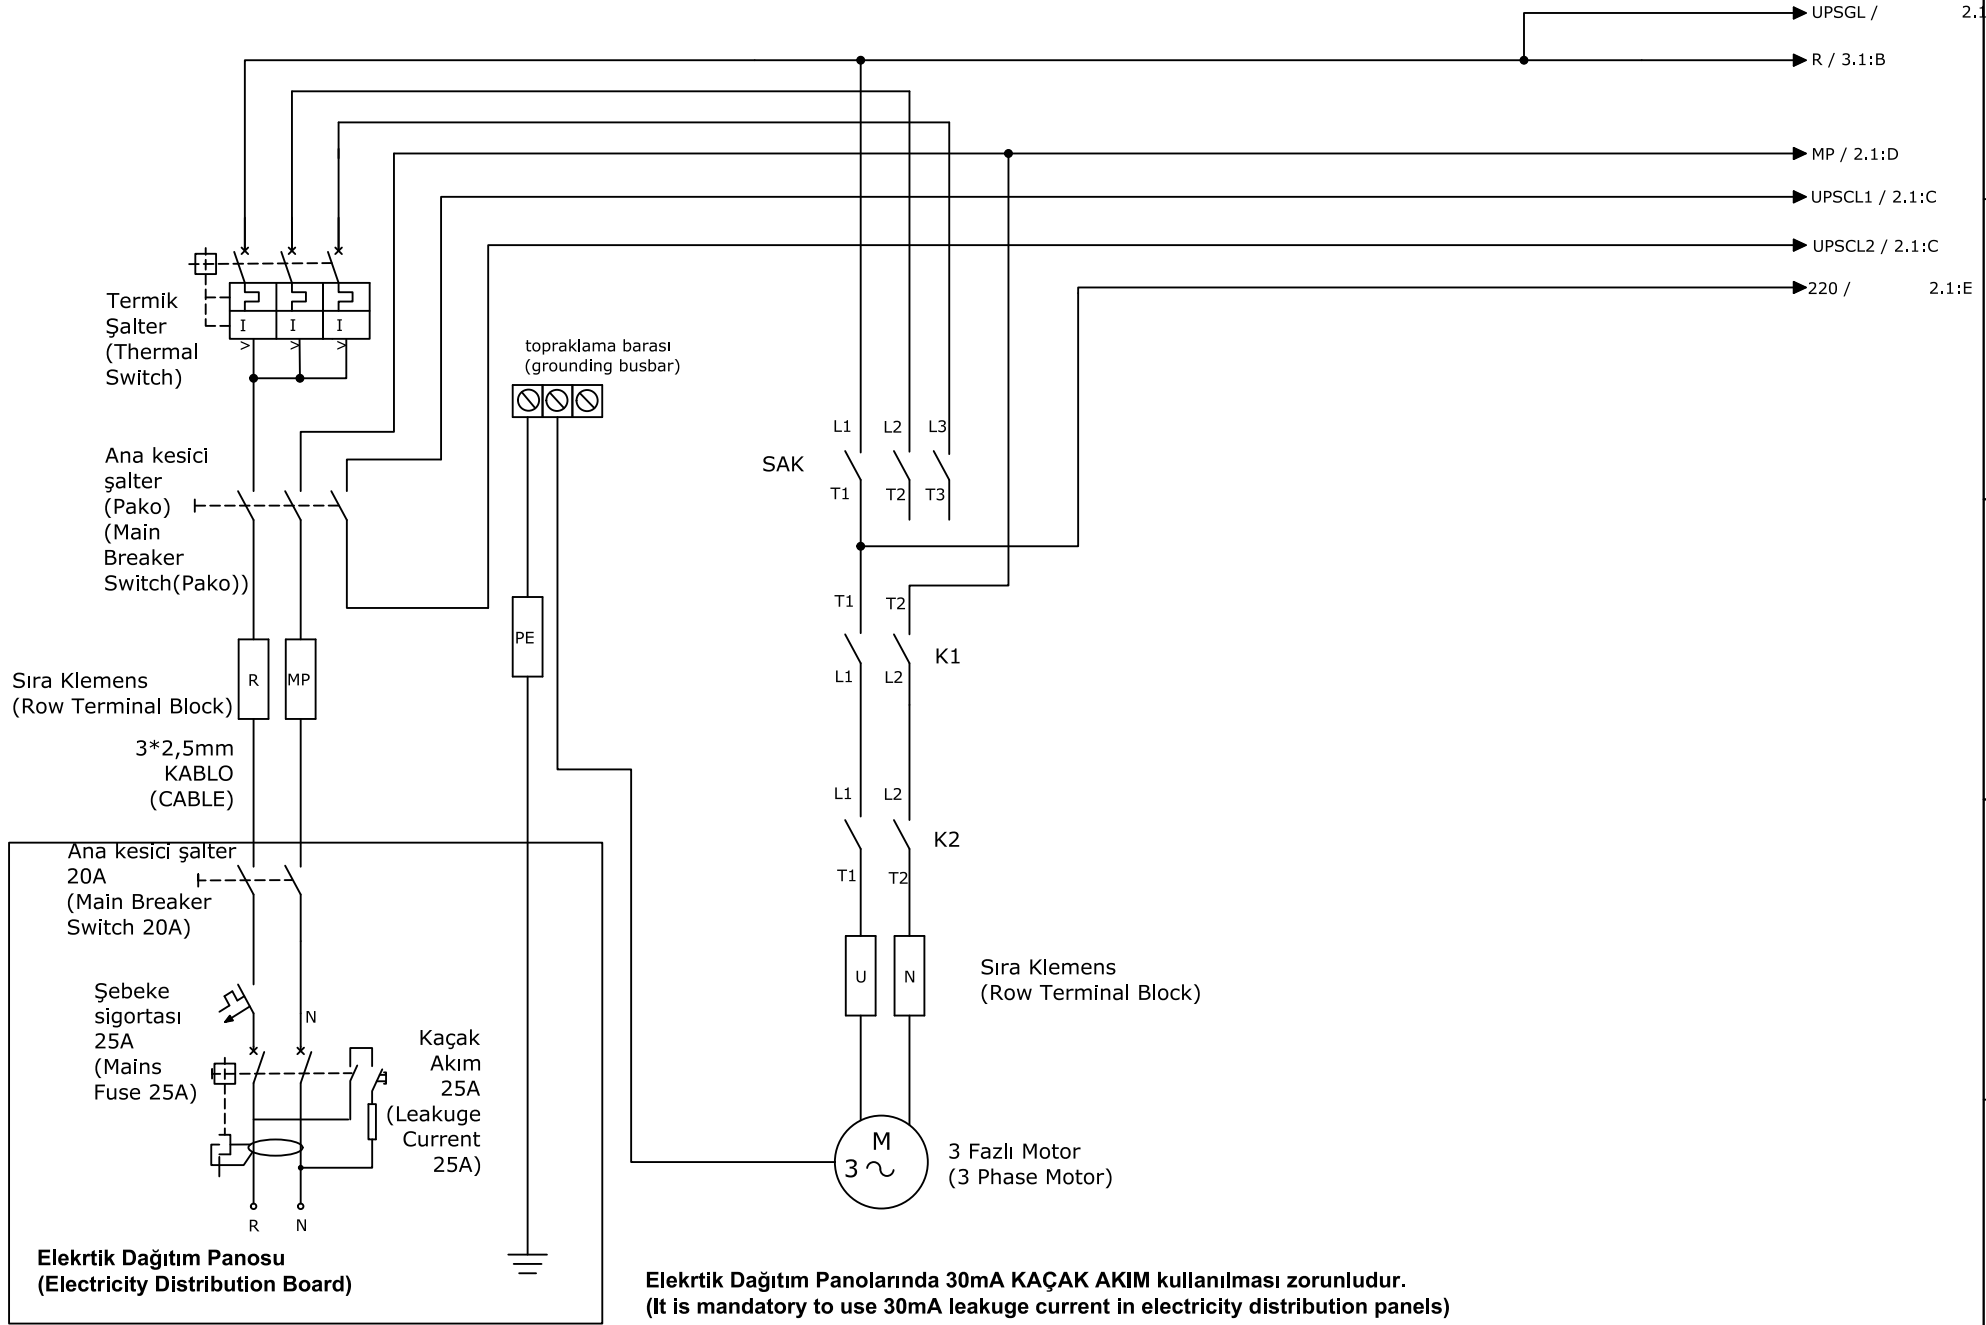 UPSGL / 2.1
R / 3.1:B
MP / 2.1:D
UPSCL1 / 2.1:C
UPSCL2 / 2.1:C
220 / 2.1:E
Termik
Şalter
(Thermal
Switch)
I I I
> > >
topraklama barası
(grounding busbar)
Ana kesici
şalter
(Pako)
(Main
Breaker
Switch(Pako))
L1 L2 L3
SAK
T1 T2 T3
T1 T2
K1
L1 L2
PE
Sıra Klemens
(Row Terminal Block)
R MP
3*2,5mm
KABLO
(CABLE)
L1 L2
K2
T1 T2
Ana kesici şalter
20A
(Main Breaker
Switch 20A)
U N
Sıra Klemens
(Row Terminal Block)
Şebeke
sigortası
25A
(Mains
Fuse 25A)
N
Kaçak
Akım
25A
(Leakuge
Current
25A)
R N
M
3
3 Fazlı Motor
(3 Phase Motor)
Elekrtik Dağıtım Panosu
(Electricity Distribution Board)
Elekrtik Dağıtım Panolarında 30mA KAÇAK AKIM kullanılması zorunludur.
(It is mandatory to use 30mA leakuge current in electricity distribution panels)